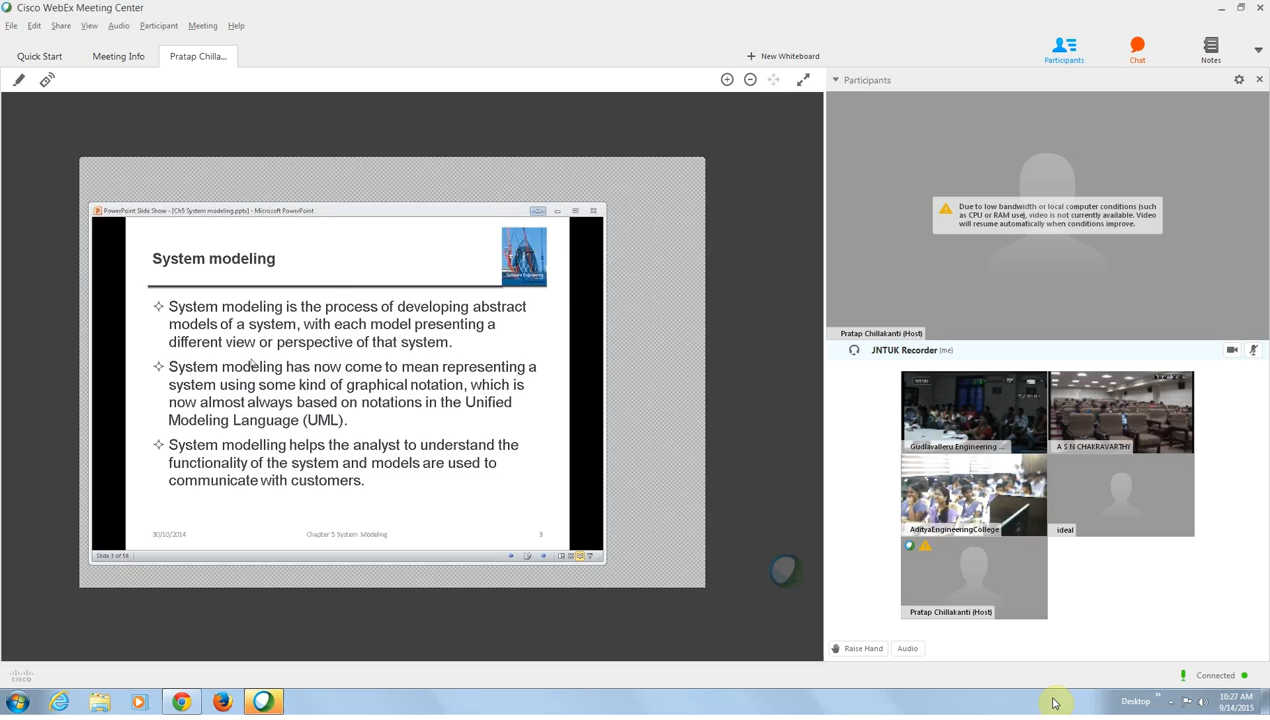 Cisco WebEx Meeting Center
File Edit Share View Audio Participant Meeting Help
Quick Start Meeting Info Pratap Chilla... New Whiteboard
Participants Chat Notes
Participants
PowerPoint Slide Show - [Ch5 System modeling.pptx] - Microsoft PowerPoint
System modeling
Software Engineering
System modeling is the process of developing abstract
models of a system, with each model presenting a
different view or perspective of that system.
System modeling has now come to mean representing a
system using some kind of graphical notation, which is
now almost always based on notations in the Unified
Modeling Language (UML).
System modelling helps the analyst to understand the
functionality of the system and models are used to
communicate with customers.
30/10/2014 Chapter 5 System Modeling 3
Slide 3 of 58
Due to low bandwidth or local computer conditions (such
as CPU or RAM use), video is not currently available. Video
will resume automatically when conditions improve.
Pratap Chillakanti (Host)
JNTUK Recorder (me)
Gudlavalleru Engineering ...
A S N CHAKRAVARTHY
AdityaEngineeringCollege
ideal
Pratap Chillakanti (Host)
Raise Hand Audio
cisco
Connected
Desktop
10:27 AM
9/14/2015